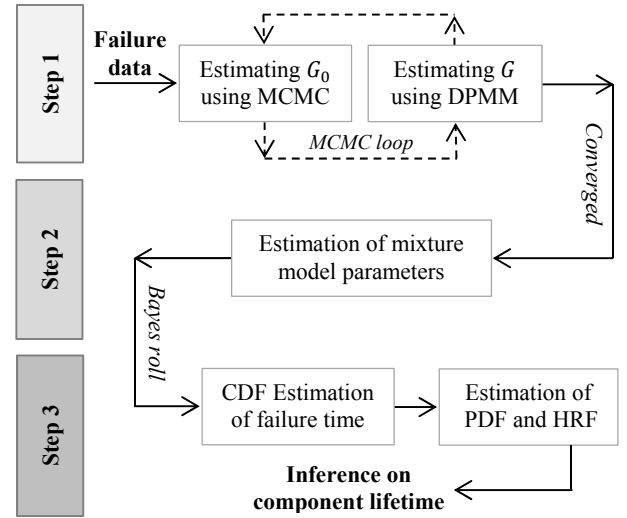 Step 1
Failure
data
Estimating G₀
using MCMC
Estimating G
using DPMM
MCMC loop
Converged
Step 2
Estimation of mixture
model parameters
Bayes roll
Step 3
CDF Estimation
of failure time
Estimation of
PDF and HRF
Inference on
component lifetime